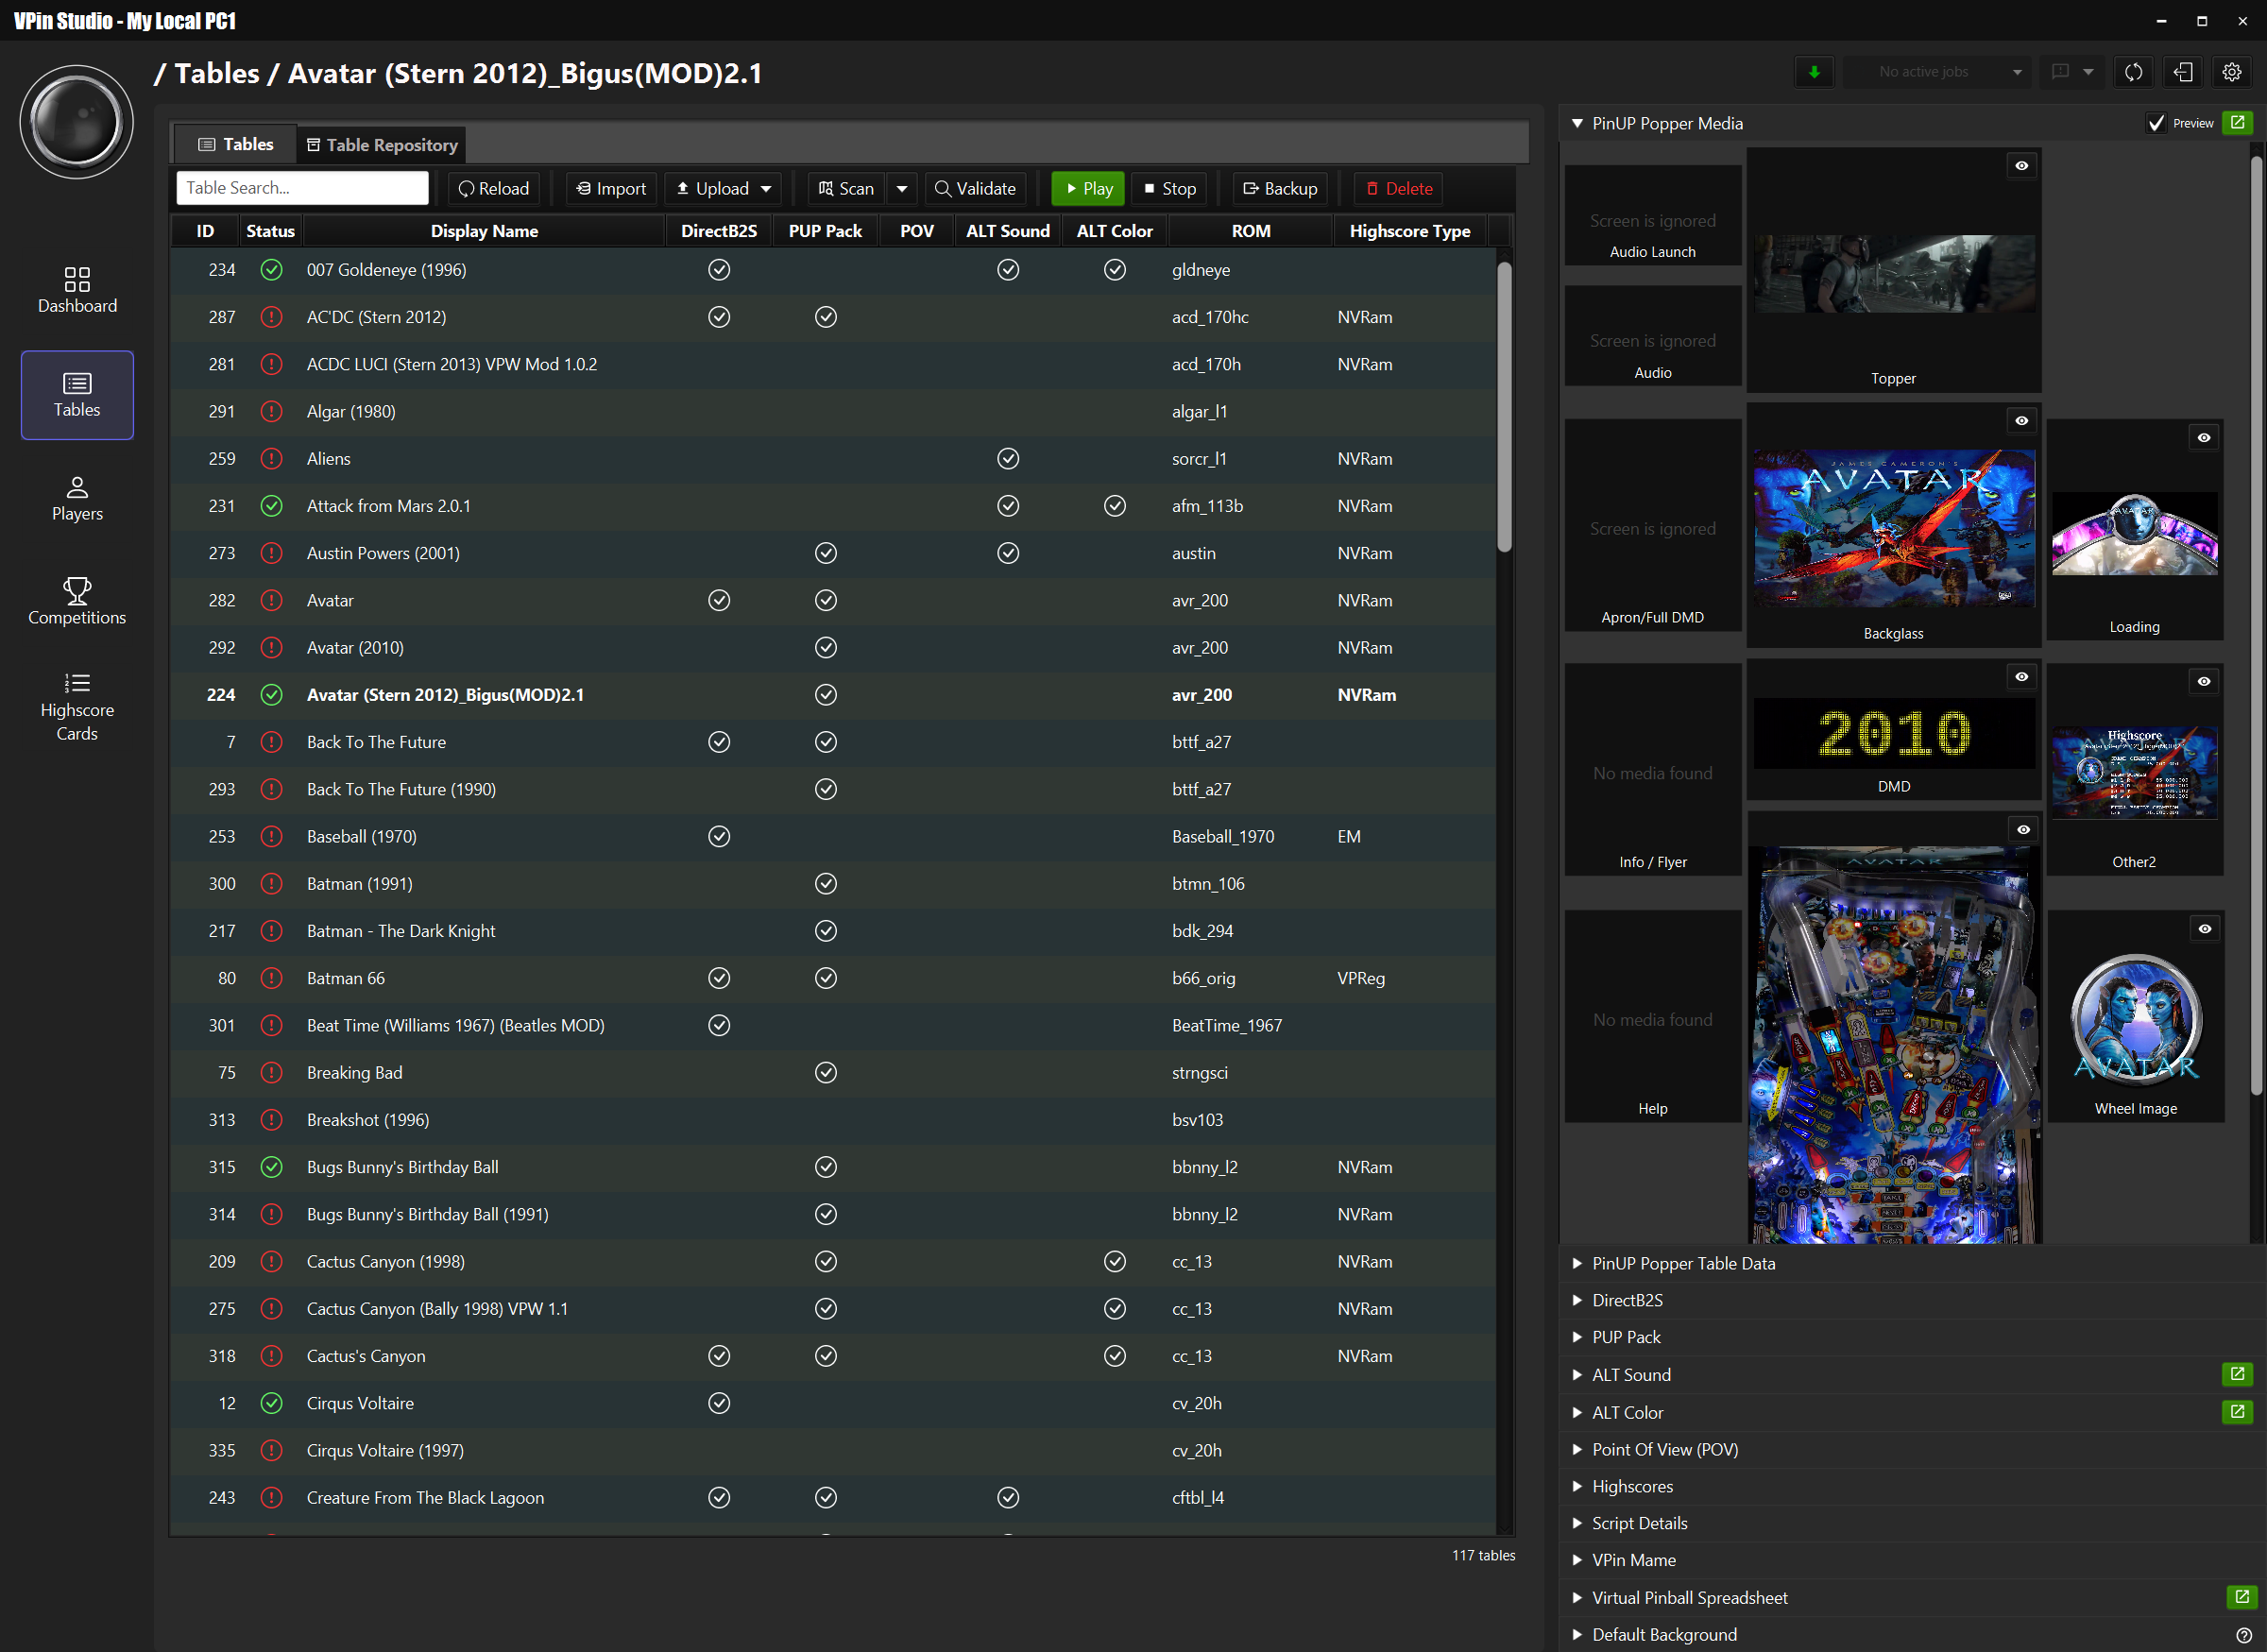 VPin Studio - My Local PC1
/ Tables / Avatar (Stern 2012)_Bigus(MOD)2.1
No active jobs
Dashboard
Tables
Players
Competitions
Highscore
Cards
Tables
Table Repository
Table Search...
Reload
Import
Upload
Scan
Validate
Play
Stop
Backup
Delete
ID Status Display Name DirectB2S PUP Pack POV ALT Sound ALT Color ROM Highscore Type
234 007 Goldeneye (1996) gldneye
287 AC'DC (Stern 2012) acd_170hc NVRam
281 ACDC LUCI (Stern 2013) VPW Mod 1.0.2 acd_170h NVRam
291 Algar (1980) algar_l1
259 Aliens sorcr_l1 NVRam
231 Attack from Mars 2.0.1 afm_113b NVRam
273 Austin Powers (2001) austin NVRam
282 Avatar avr_200 NVRam
292 Avatar (2010) avr_200 NVRam
224 Avatar (Stern 2012)_Bigus(MOD)2.1 avr_200 NVRam
7 Back To The Future bttf_a27
293 Back To The Future (1990) bttf_a27
253 Baseball (1970) Baseball_1970 EM
300 Batman (1991) btmn_106
217 Batman - The Dark Knight bdk_294
80 Batman 66 b66_orig VPReg
301 Beat Time (Williams 1967) (Beatles MOD) BeatTime_1967
75 Breaking Bad strngsci
313 Breakshot (1996) bsv103
315 Bugs Bunny's Birthday Ball bbnny_l2 NVRam
314 Bugs Bunny's Birthday Ball (1991) bbnny_l2 NVRam
209 Cactus Canyon (1998) cc_13 NVRam
275 Cactus Canyon (Bally 1998) VPW 1.1 cc_13 NVRam
318 Cactus's Canyon cc_13 NVRam
12 Cirqus Voltaire cv_20h
335 Cirqus Voltaire (1997) cv_20h
243 Creature From The Black Lagoon cftbl_l4
117 tables
PinUP Popper Media
Preview
Screen is ignored
Audio Launch
Screen is ignored
Audio
Topper
Screen is ignored
Apron/Full DMD
JAMES CAMERON'S
AVATAR
Backglass
AVATAR
Loading
No media found
Info / Flyer
2010
DMD
Highscore
Other2
No media found
Help
AVATAR
AVATAR
Wheel Image
PinUP Popper Table Data
DirectB2S
PUP Pack
ALT Sound
ALT Color
Point Of View (POV)
Highscores
Script Details
VPin Mame
Virtual Pinball Spreadsheet
Default Background